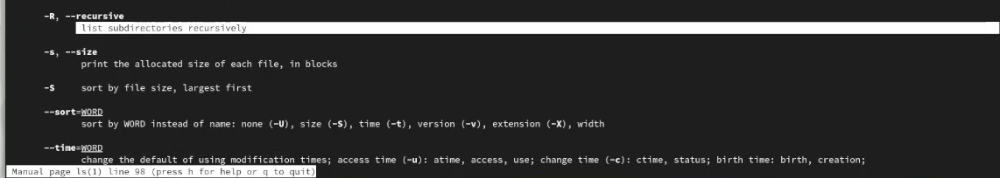 -R, --recursive
list subdirectories recursively
-s, --size
print the allocated size of each file, in blocks
-S sort by file size, largest first
--sort=WORD
sort by WORD instead of name: none (-U), size (-S), time (-t), version (-v), extension (-X), width
--time=WORD
change the default of using modification times; access time (-u): atime, access, use; change time (-c): ctime, status; birth time: birth, creation;
Manual page ls(1) line 98 (press h for help or q to quit)